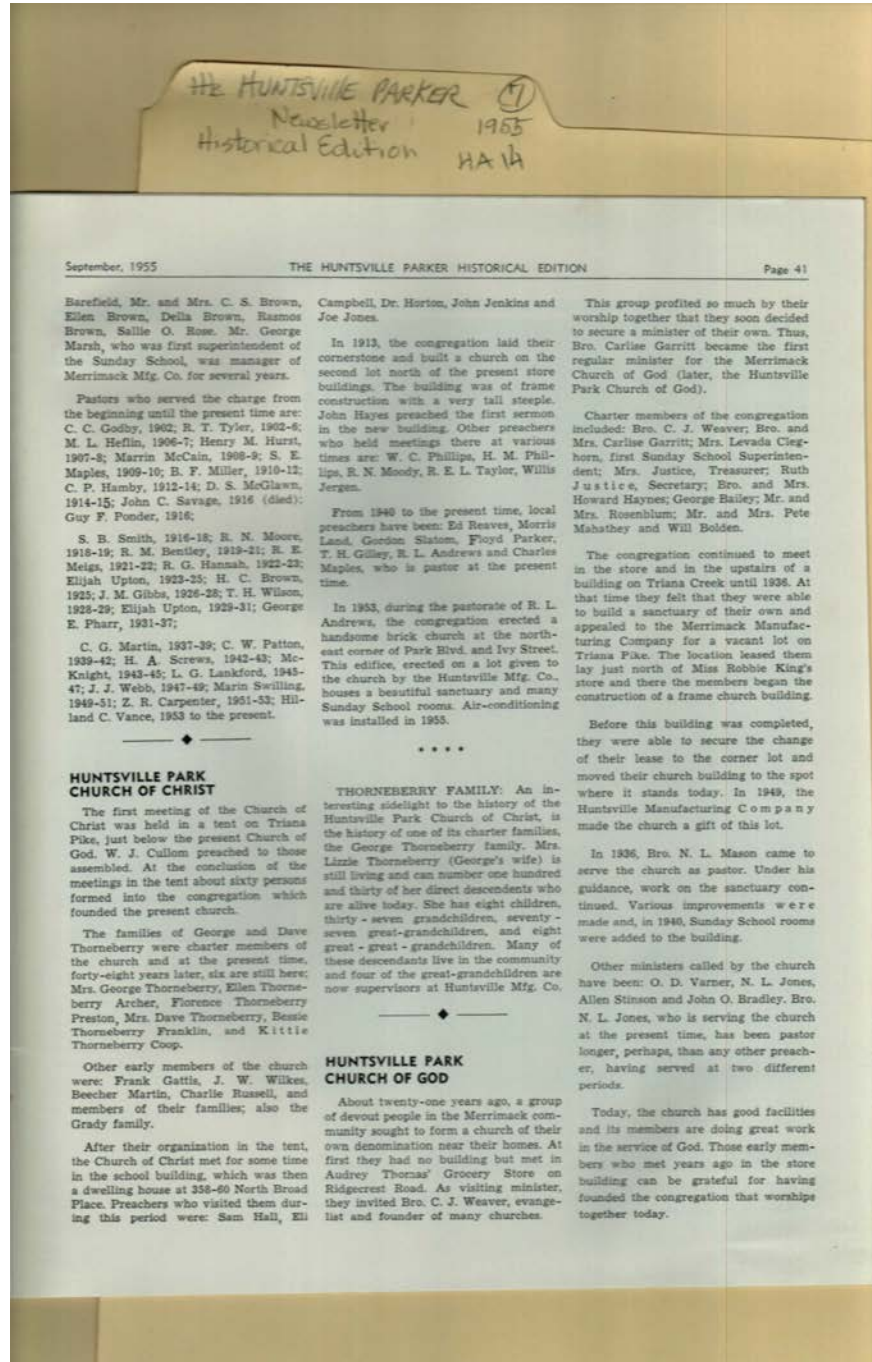 the HUNTSVILLE PARKER 7
Newsletter 1955
Historical Edition HA 14
September, 1955 THE HUNTSVILLE PARKER HISTORICAL EDITION Page 41
Barefield, Mr. and Mrs. C. S. Brown,
Ellen Brown, Della Brown, Rasmos
Brown, Sallie O. Rose. Mr. George
Marsh, who was first superintendent of
the Sunday School, was manager of
Merrimack Mfg. Co. for several years.
Pastors who served the charge from
the beginning until the present time are:
C. C. Godby, 1902; R. T. Tyler, 1902-6;
M. L. Heflin, 1906-7; Henry M. Hurst,
1907-8; Marrin McCain, 1908-9; S. E.
Maples, 1909-10; B. F. Miller, 1910-12;
C. P. Hamby, 1912-14; D. S. McGlawn,
1914-15; John C. Savage, 1916 (died):
Guy F. Ponder, 1916;
S. B. Smith, 1916-18; R. N. Moore,
1918-19; R. M. Bentley, 1919-21; R. E.
Meigs, 1921-22; R. G. Hannah, 1922-23;
Elijah Upton, 1923-25; H. C. Brown,
1925; J. M. Gibbs, 1926-28; T. H. Wilson,
1928-29; Elijah Upton, 1929-31; George
E. Pharr, 1931-37;
C. G. Martin, 1937-39; C. W. Patton,
1939-42; H. A. Screws, 1942-43; Mc-
Knight, 1943-45; L. G. Lankford, 1945-
47; J. J. Webb, 1947-49; Marin Swilling,
1949-51; Z. R. Carpenter, 1951-53; Hil-
land C. Vance, 1953 to the present.
HUNTSVILLE PARK
CHURCH OF CHRIST
The first meeting of the Church of
Christ was held in a tent on Triana
Pike, just below the present Church of
God. W. J. Cullom preached to those
assembled. At the conclusion of the
meetings in the tent about sixty persons
formed into the congregation which
founded the present church.
The families of George and Dave
Thorneberry were charter members of
the church and at the present time,
forty-eight years later, six are still here:
Mrs. George Thorneberry, Ellen Thorne-
berry Archer, Florence Thorneberry
Preston, Mrs. Dave Thorneberry, Bessie
Thorneberry Franklin, and Kittie
Thorneberry Coop.
Other early members of the church
were: Frank Gattis, J. W. Wilkes,
Beecher Martin, Charlie Russell, and
members of their families; also the
Grady family.
After their organization in the tent,
the Church of Christ met for some time
in the school building, which was then
a dwelling house at 358-60 North Broad
Place. Preachers who visited them dur-
ing this period were: Sam Hall, Eli
Campbell, Dr. Horton, John Jenkins and
Joe Jones.
In 1913, the congregation laid their
cornerstone and built a church on the
second lot north of the present store
buildings. The building was of frame
construction with a very tall steeple.
John Hayes preached the first sermon
in the new building. Other preachers
who held meetings there at various
times are: W. C. Phillips, H. M. Phil-
lips, R. N. Moody, R. E. L. Taylor, Willis
Jergen.
From 1940 to the present time, local
preachers have been: Ed Reaves, Morris
Land, Gordon Slatom, Floyd Parker,
T. H. Gilley, R. L. Andrews and Charles
Maples, who is pastor at the present
time.
In 1953, during the pastorate of R. L.
Andrews, the congregation erected a
handsome brick church at the north-
east corner of Park Blvd. and Ivy Street.
This edifice, erected on a lot given to
the church by the Huntsville Mfg. Co.,
houses a beautiful sanctuary and many
Sunday School rooms. Air-conditioning
was installed in 1955.
* * * *
THORNEBERRY FAMILY: An in-
teresting sidelight to the history of the
Huntsville Park Church of Christ, is
the history of one of its charter families,
the George Thorneberry family. Mrs.
Lizzie Thorneberry (George's wife) is
still living and can number one hundred
and thirty of her direct descendents who
are alive today. She has eight children,
thirty - seven grandchildren, seventy -
seven great-grandchildren, and eight
great - great - grandchildren. Many of
these descendants live in the community
and four of the great-grandchildren are
now supervisors at Huntsville Mfg. Co.
HUNTSVILLE PARK
CHURCH OF GOD
About twenty-one years ago, a group
of devout people in the Merrimack com-
munity sought to form a church of their
own denomination near their homes. At
first they had no building but met in
Audrey Thomas' Grocery Store on
Ridgecrest Road. As visiting minister,
they invited Bro. C. J. Weaver, evange-
list and founder of many churches.
This group profited so much by their
worship together that they soon decided
to secure a minister of their own. Thus,
Bro. Carlise Garritt became the first
regular minister for the Merrimack
Church of God (later, the Huntsville
Park Church of God).
Charter members of the congregation
included: Bro. C. J. Weaver; Bro. and
Mrs. Carlise Garritt; Mrs. Levada Cleg-
horn, first Sunday School Superinten-
dent; Mrs. Justice, Treasurer; Ruth
Justice, Secretary; Bro. and Mrs.
Howard Haynes; George Bailey; Mr. and
Mrs. Rosenblum; Mr. and Mrs. Pete
Mahathey and Will Bolden.
The congregation continued to meet
in the store and in the upstairs of a
building on Triana Creek until 1936. At
that time they felt that they were able
to build a sanctuary of their own and
appealed to the Merrimack Manufac-
turing Company for a vacant lot on
Triana Pike. The location leased them
lay just north of Miss Robbie King's
store and there the members began the
construction of a frame church building.
Before this building was completed,
they were able to secure the change
of their lease to the corner lot and
moved their church building to the spot
where it stands today. In 1949, the
Huntsville Manufacturing Company
made the church a gift of this lot.
In 1936, Bro. N. L. Mason came to
serve the church as pastor. Under his
guidance, work on the sanctuary con-
tinued. Various improvements were
made and, in 1940, Sunday School rooms
were added to the building.
Other ministers called by the church
have been: O. D. Varner, N. L. Jones,
Allen Stinson and John O. Bradley. Bro.
N. L. Jones, who is serving the church
at the present time, has been pastor
longer, perhaps, than any other preach-
er, having served at two different
periods.
Today, the church has good facilities
and its members are doing great work
in the service of God. Those early mem-
bers who met years ago in the store
building can be grateful for having
founded the congregation that worships
together today.